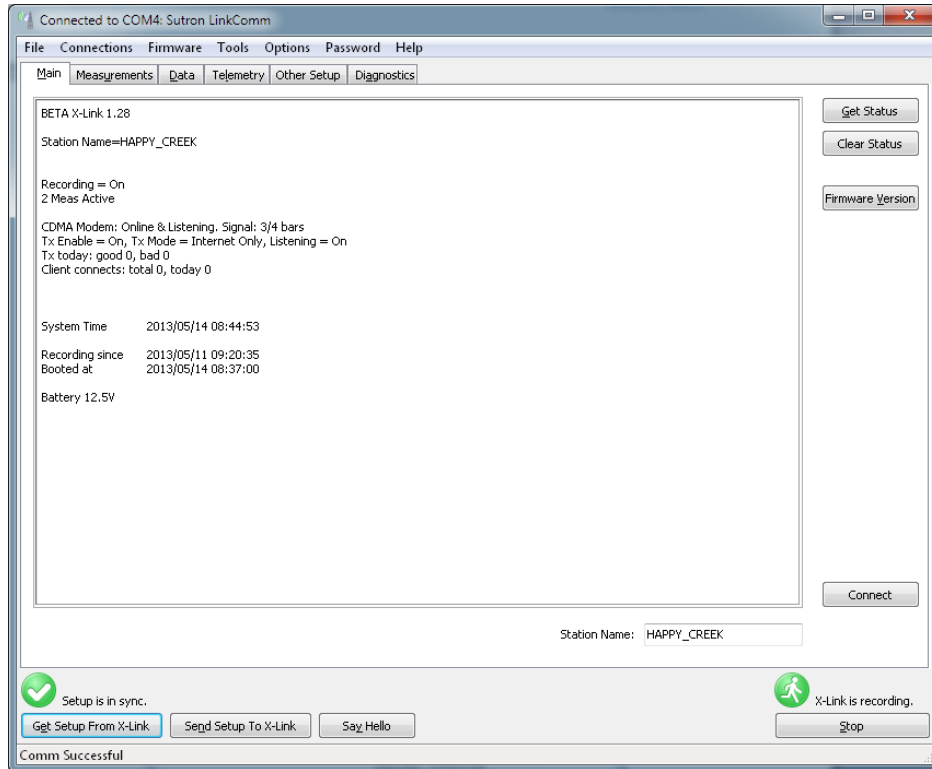 Connected to COM4: Sutron LinkComm
File Connections Firmware Tools Options Password Help
Main Measurements Data Telemetry Other Setup Diagnostics
BETA X-Link 1.28
Get Status
Station Name=HAPPY_CREEK
Clear Status
Recording = On
2 Meas Active
Firmware Version
CDMA Modem: Online & Listening. Signal: 3/4 bars
Tx Enable = On, Tx Mode = Internet Only, Listening = On
Tx today: good 0, bad 0
Client connects: total 0, today 0
System Time 2013/05/14 08:44:53
Recording since 2013/05/11 09:20:35
Booted at 2013/05/14 08:37:00
Battery 12.5V
Connect
Station Name: HAPPY_CREEK
Setup is in sync. X-Link is recording.
Get Setup From X-Link Send Setup To X-Link Say Hello Stop
Comm Successful